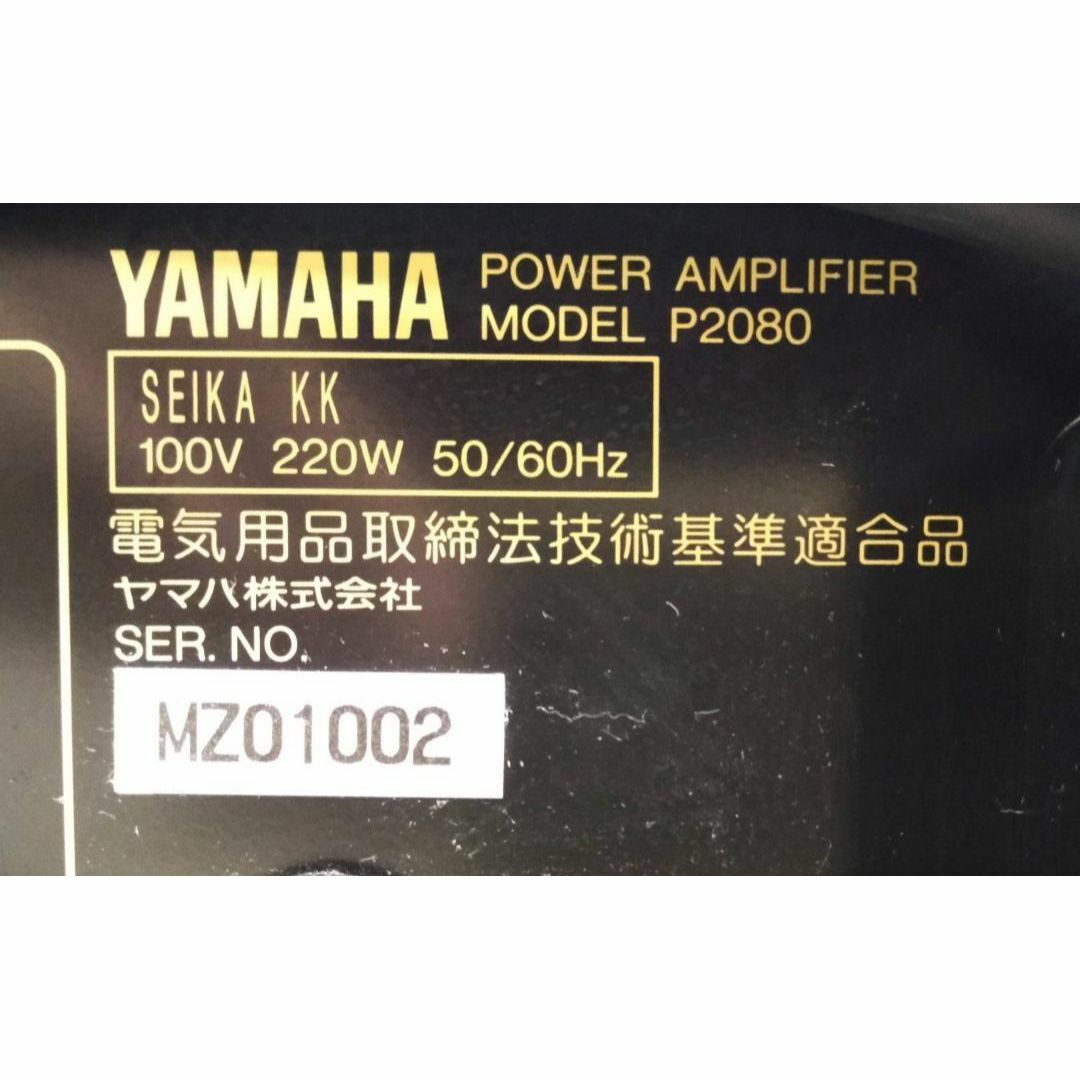 YAMAHA POWER AMPLIFIER
MODEL P2080
SEIKA KK
100V 220W 50/60Hz
電気用品取締法技術基準適合品
ヤマハ株式会社
SER. NO.
MZ01002